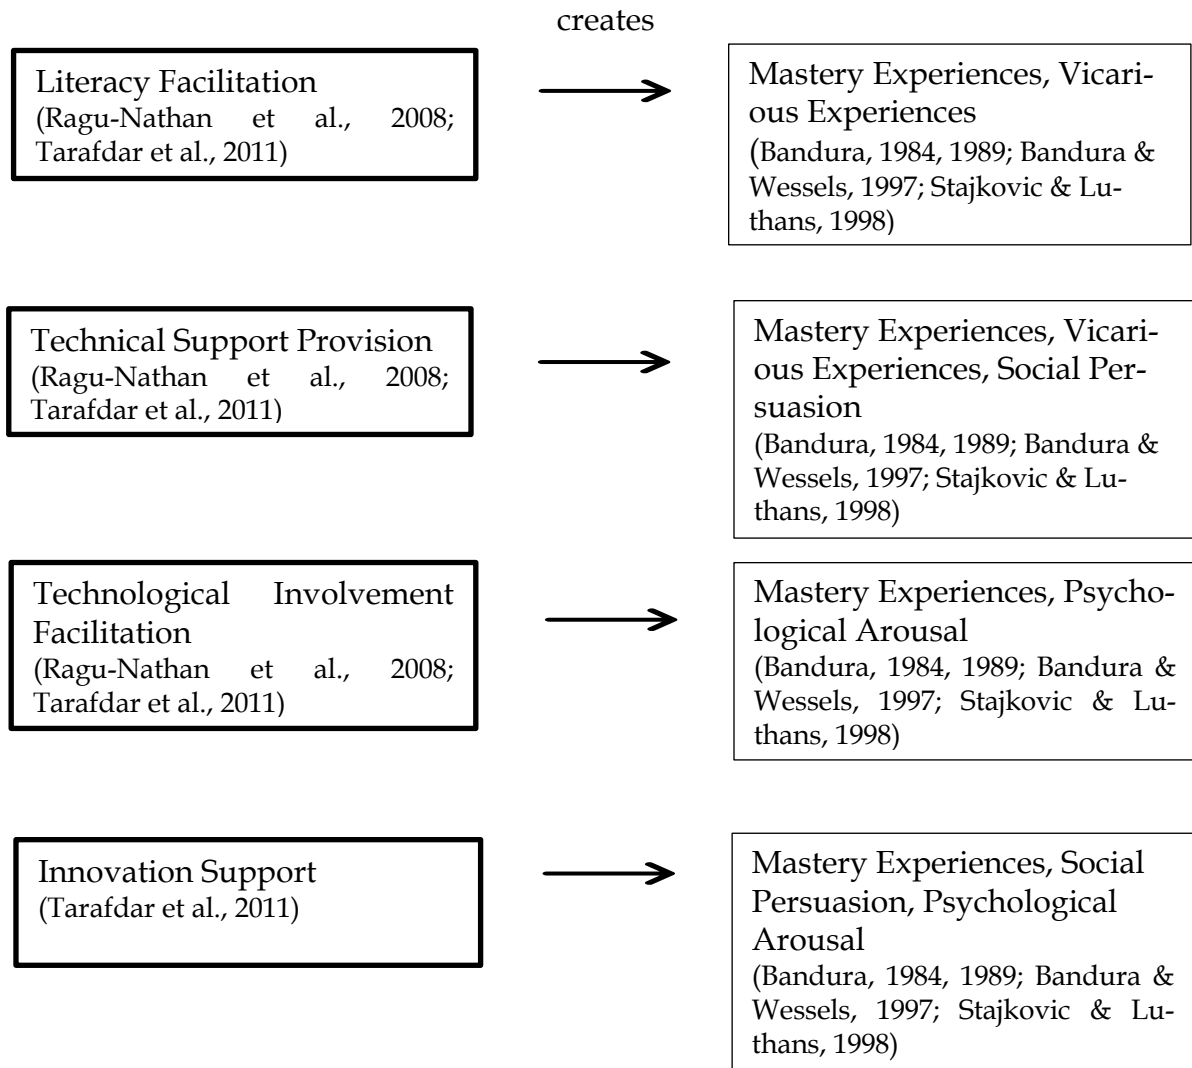 creates
Literacy Facilitation
(Ragu-Nathan et al., 2008;
Tarafdar et al., 2011)
Mastery Experiences, Vicari-
ous Experiences
(Bandura, 1984, 1989; Bandura &
Wessels, 1997; Stajkovic & Lu-
thans, 1998)
Technical Support Provision
(Ragu-Nathan et al., 2008;
Tarafdar et al., 2011)
Mastery Experiences, Vicari-
ous Experiences, Social Per-
suasion
(Bandura, 1984, 1989; Bandura &
Wessels, 1997; Stajkovic & Lu-
thans, 1998)
Technological Involvement
Facilitation
(Ragu-Nathan et al., 2008;
Tarafdar et al., 2011)
Mastery Experiences, Psycho-
logical Arousal
(Bandura, 1984, 1989; Bandura &
Wessels, 1997; Stajkovic & Lu-
thans, 1998)
Innovation Support
(Tarafdar et al., 2011)
Mastery Experiences, Social
Persuasion, Psychological
Arousal
(Bandura, 1984, 1989; Bandura &
Wessels, 1997; Stajkovic & Lu-
thans, 1998)